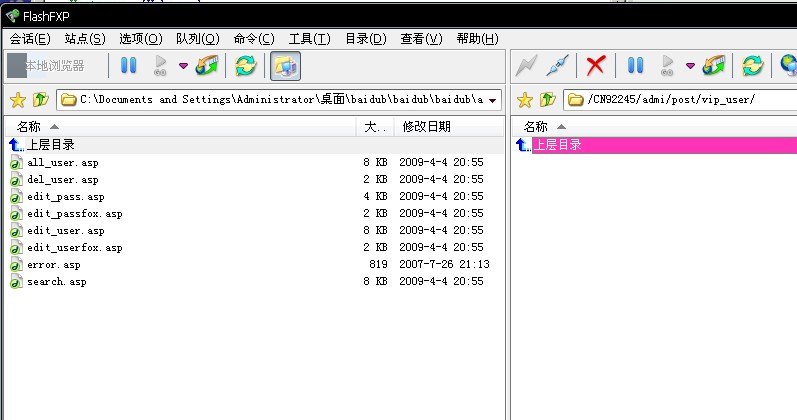 FlashFXP
会话(E) 站点(S) 选项(O) 队列(Q) 命令(C) 工具(T) 目录(D) 查看(V) 帮助(H)
本地浏览器 GO GO
C:\Documents and Settings\Administrator\桌面\baidub\baidub\baidub\a /CN92245/admi/post/vip_user/
名称 大.. 修改日期 名称
上层目录 上层目录
all_user.asp 8 KB 2009-4-4 20:55
del_user.asp 2 KB 2009-4-4 20:55
edit_pass.asp 4 KB 2009-4-4 20:55
edit_passfox.asp 2 KB 2009-4-4 20:55
edit_user.asp 8 KB 2009-4-4 20:55
edit_userfox.asp 2 KB 2009-4-4 20:55
error.asp 819 2007-7-26 21:13
search.asp 8 KB 2009-4-4 20:55